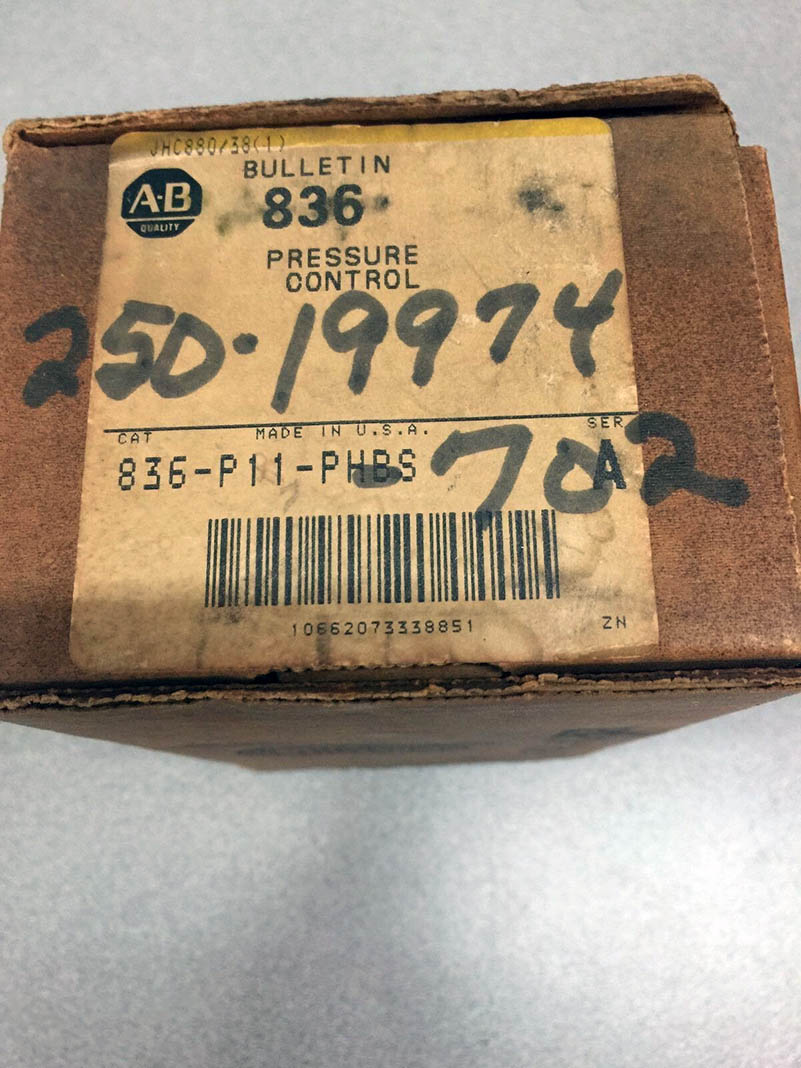 JHC880/38(1)
A-B
QUALITY
BULLETIN
836
PRESSURE
CONTROL
250-19974
-702
CAT
MADE IN U.S.A.
SER
836-P11-PHBS
A
10662073338851
ZN